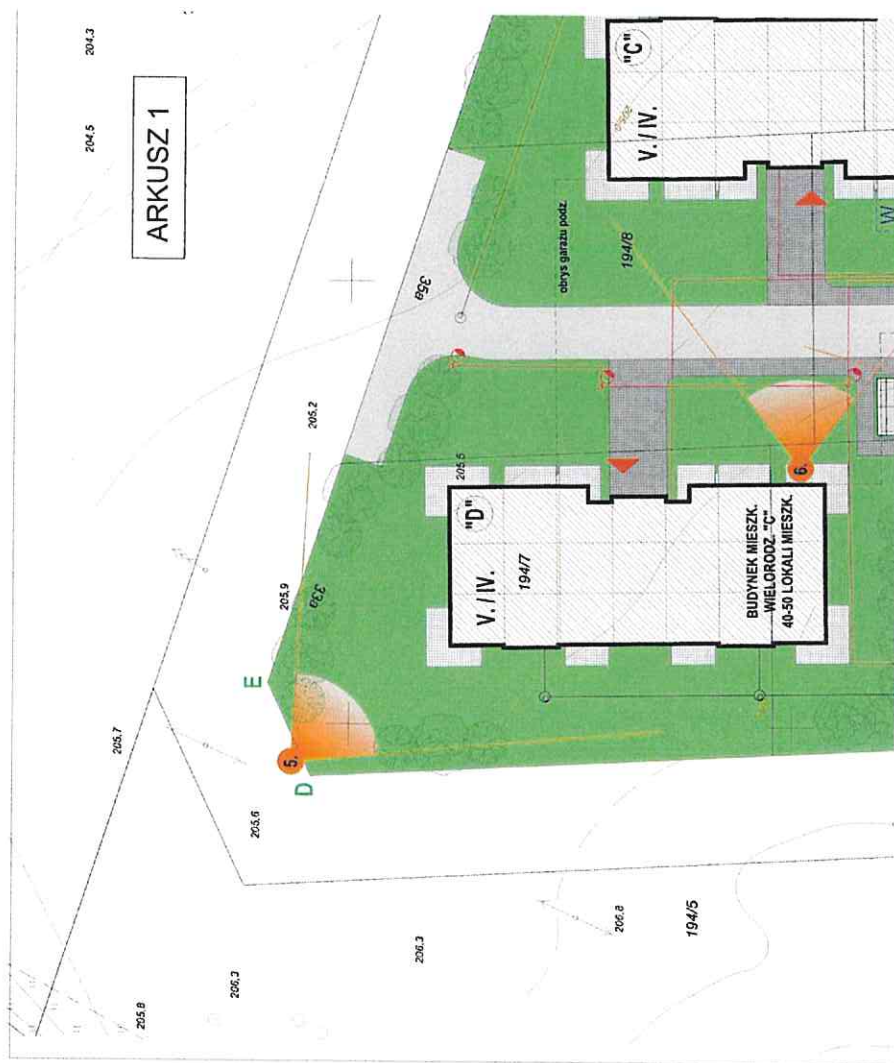 ARKUSZ 1
204,3
204,5
"C"
V. / IV.
205,0
obrys garażu podz.
194/8
35a
W
205,2
205,5
"D"
V. / IV.
194/7
BUDYNEK MIESZK.
WIELORODZ. "C"
40-50 LOKALI MIESZK.
6.
205,9
33a
E
5.
D
205,7
205,6
206,3
206,3
205,8
206,8
194/5